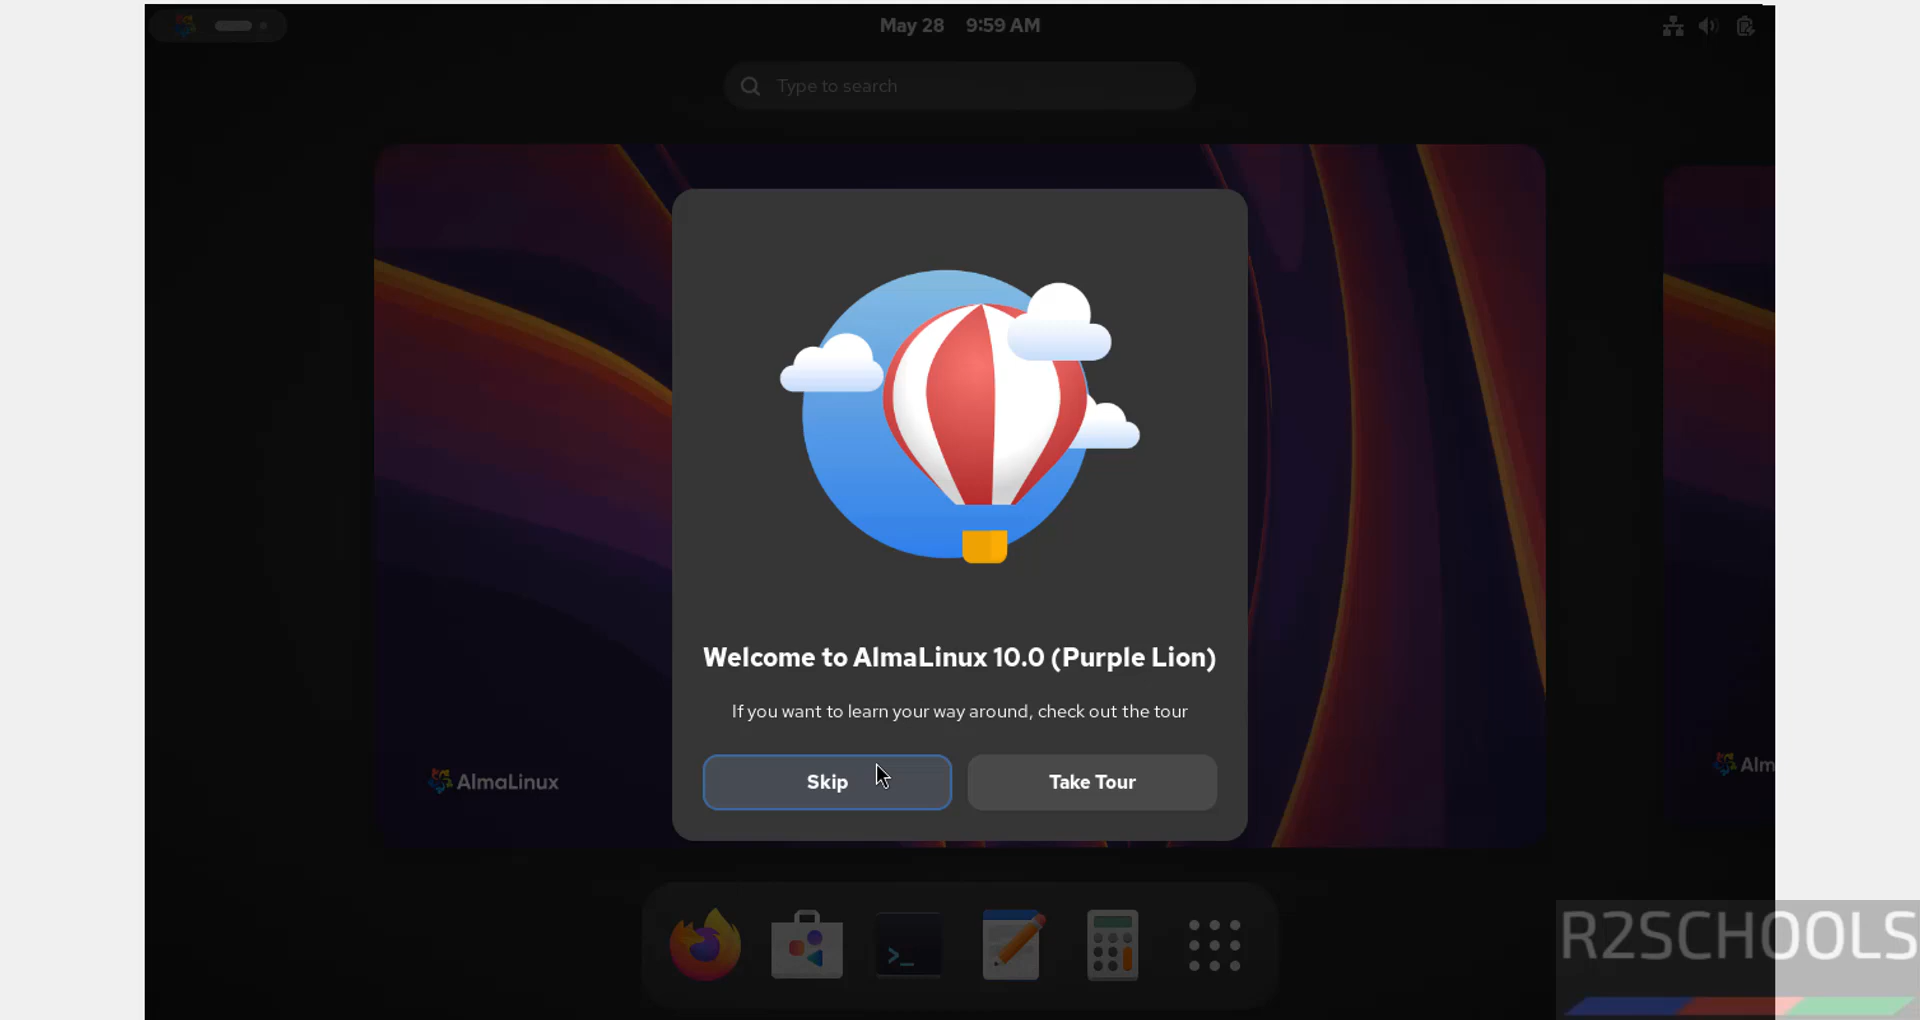 May 28 9:59 AM
Type to search
Welcome to AlmaLinux 10.0 (Purple Lion)
If you want to learn your way around, check out the tour
Skip Take Tour
AlmaLinux
Alm
>_
R2SCHOOLS